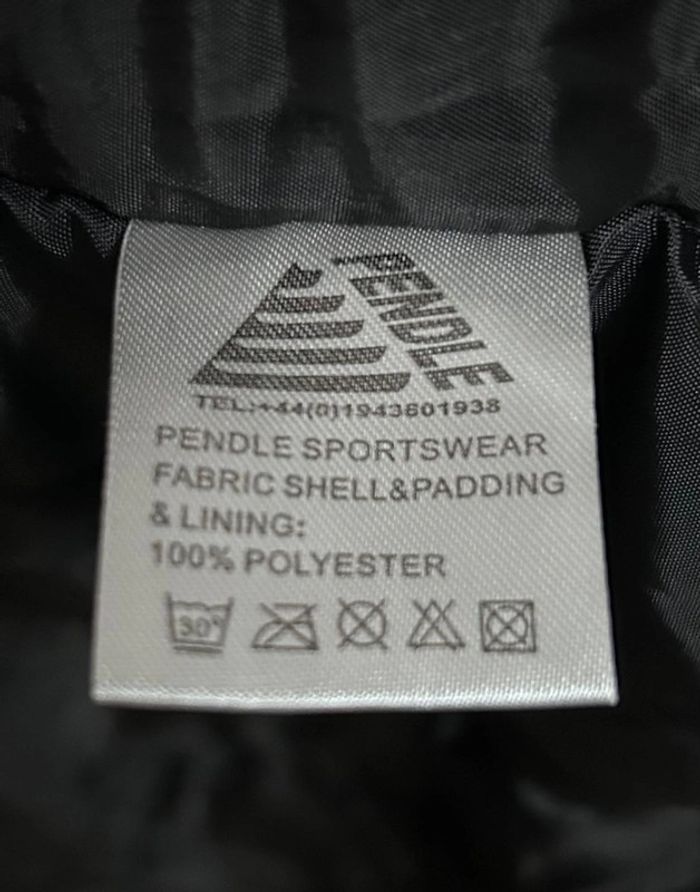 PENDLE
TEL:+44(0)1943601938
PENDLE SPORTSWEAR
FABRIC SHELL&PADDING
& LINING:
100% POLYESTER
30°